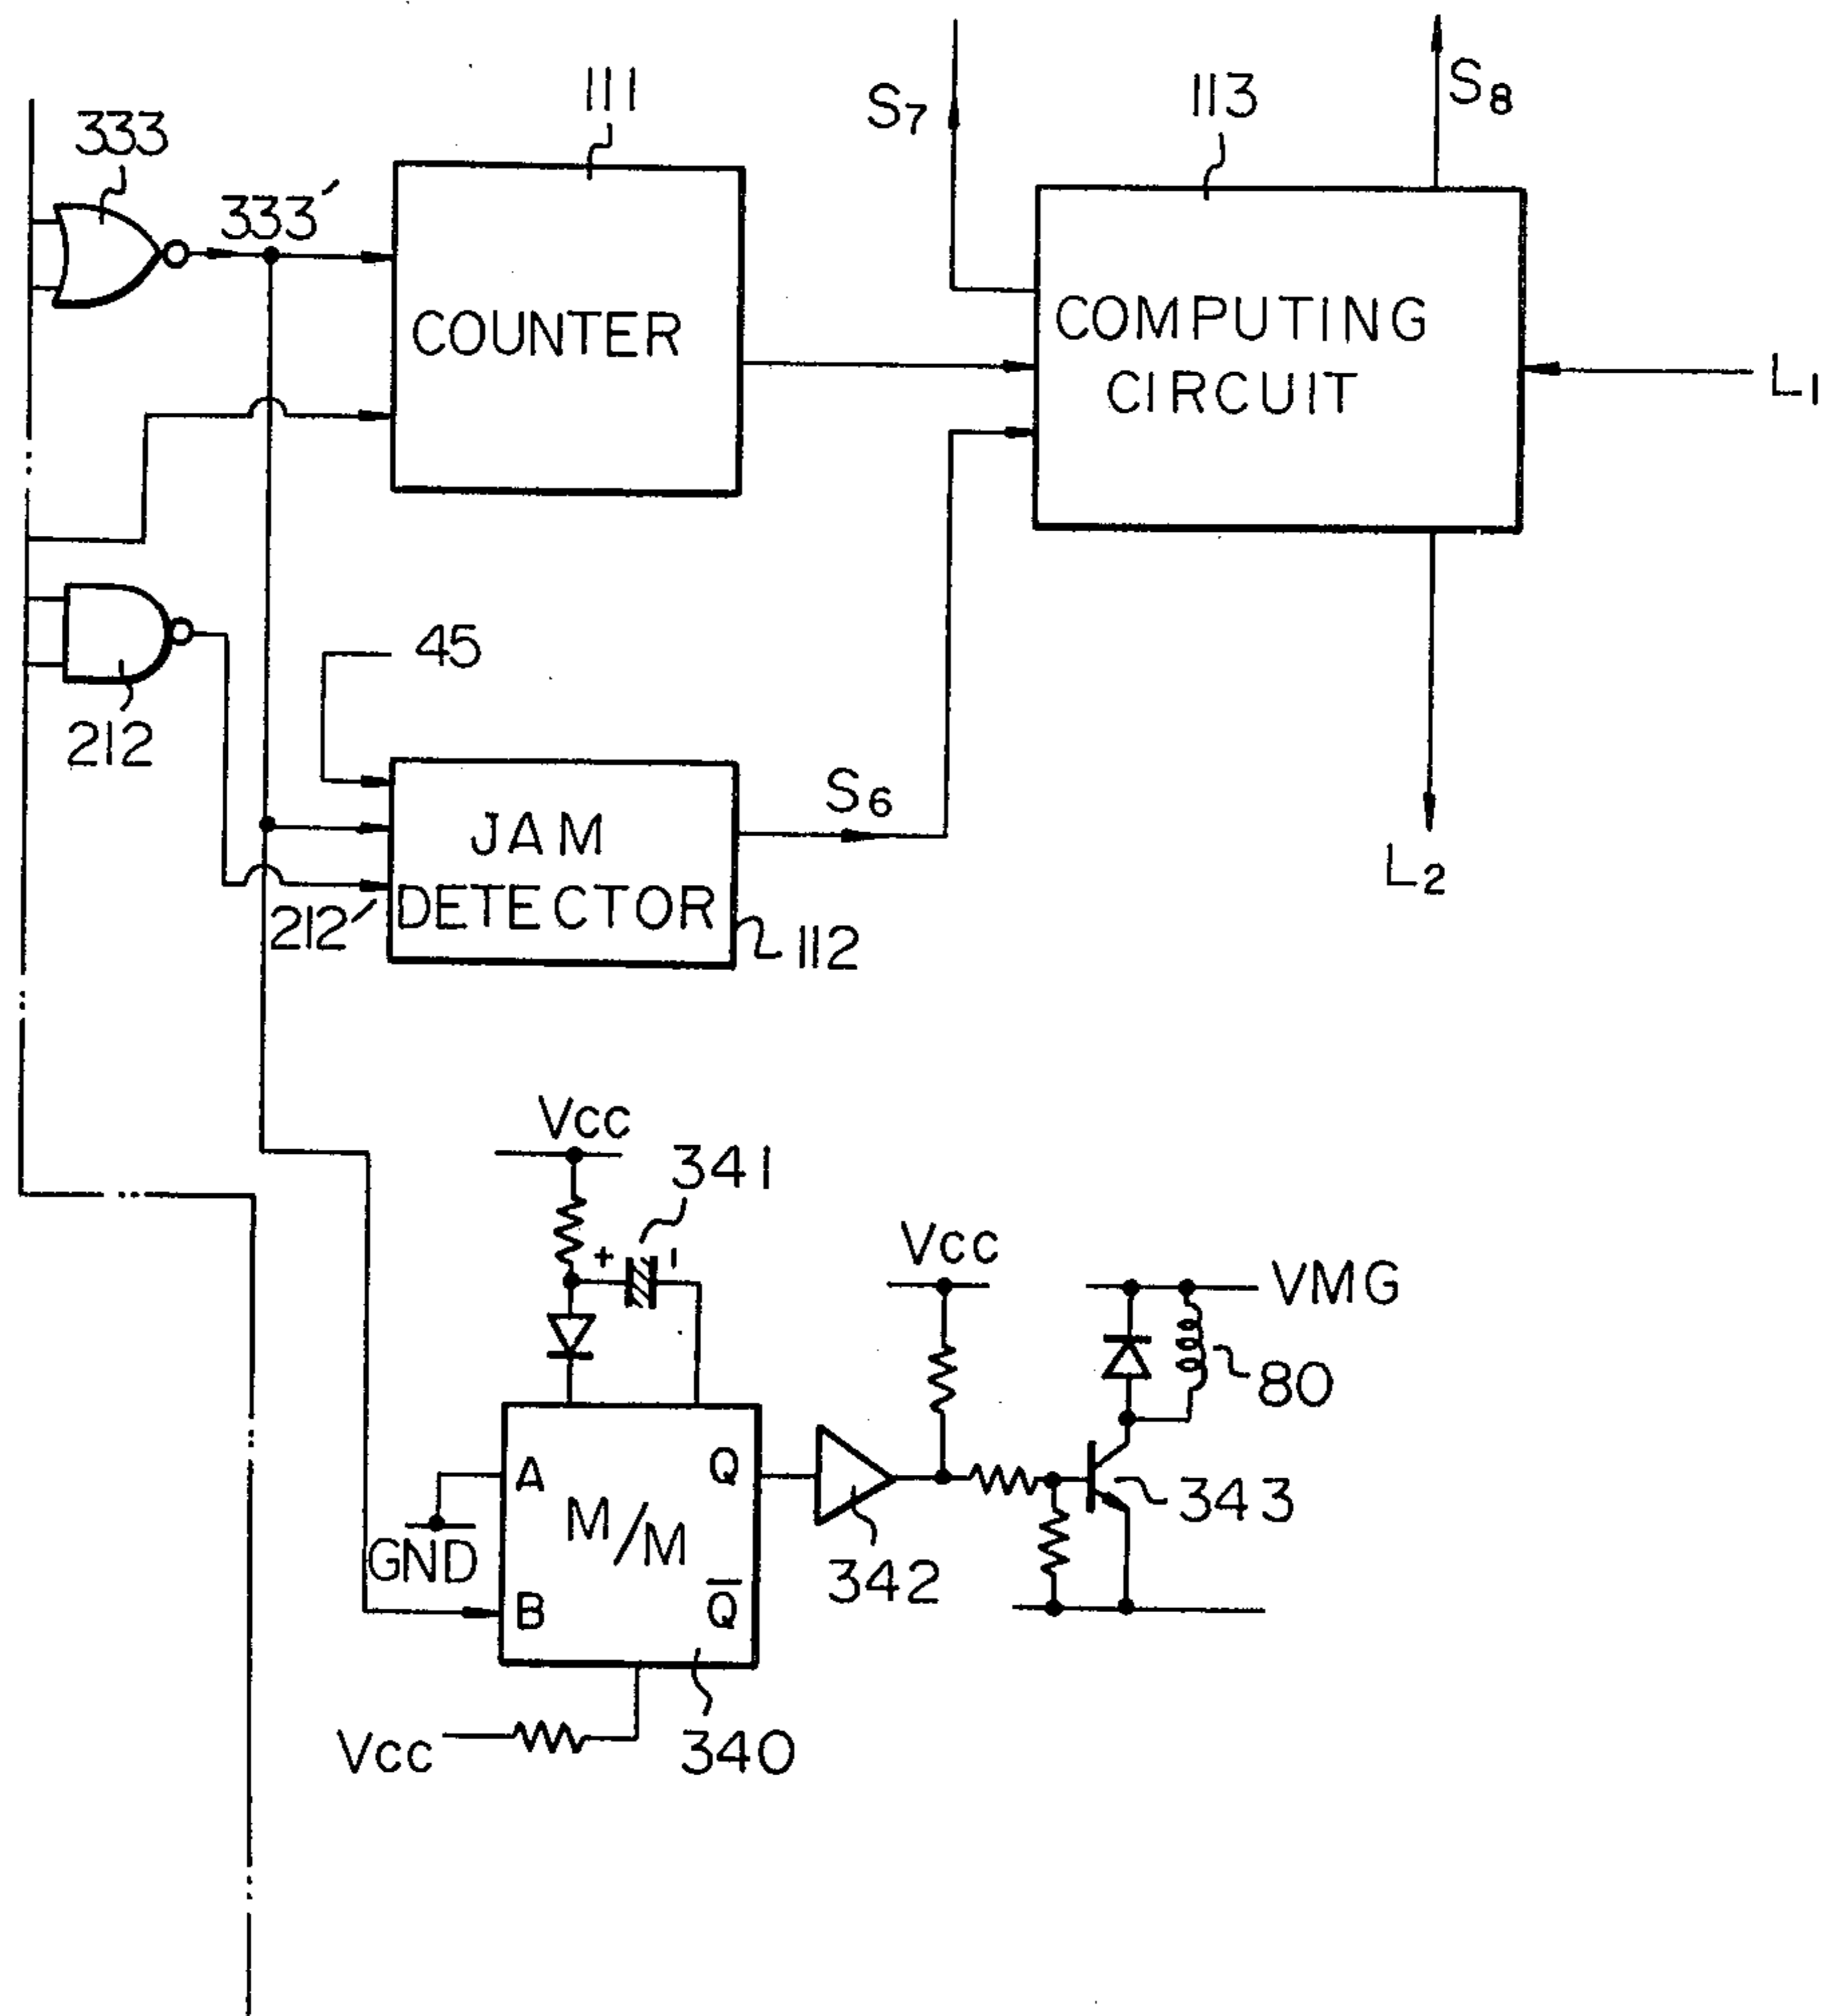 111
113
S7
S8
333
333'
COUNTER
COMPUTING
CIRCUIT
L1
45
212
S6
JAM
DETECTOR
L2
212'
112
Vcc
341
+
-
Vcc
VMG
80
A
Q
M/M
343
GND
342
B
Q̅
Vcc
340